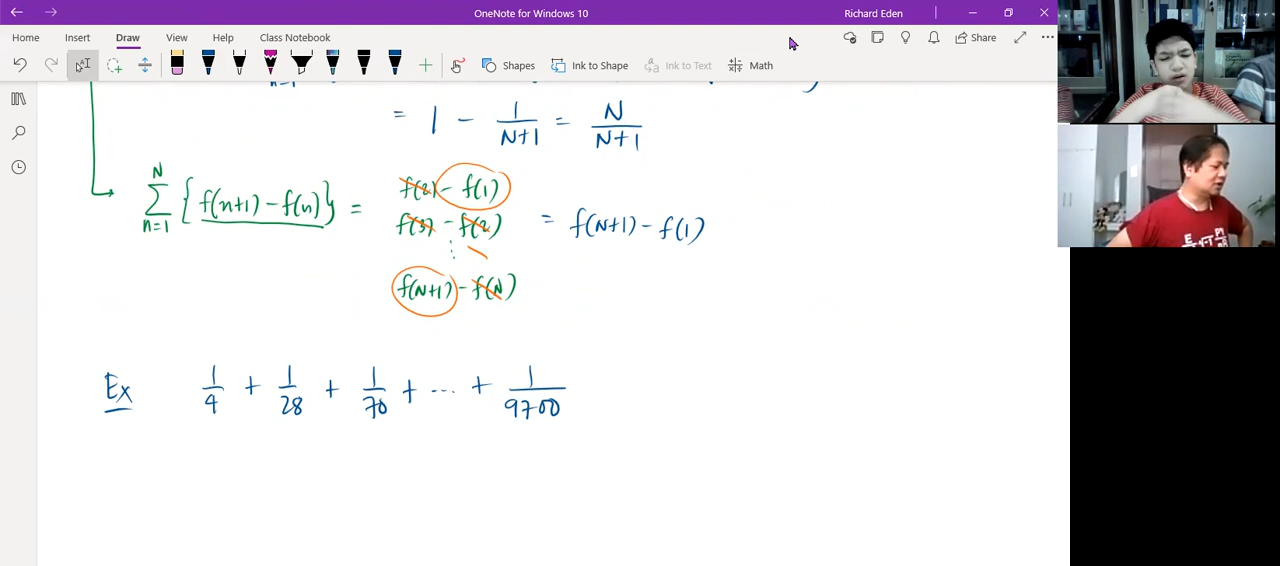 OneNote for Windows 10
Richard Eden
Home Insert Draw View Help Class Notebook
Share
Shapes Ink to Shape Ink to Text Math
n=1
= 1 - 1/(N+1) = N/(N+1)
N
∑ { f(n+1) - f(n) } =
n=1
f(2) - f(1)
f(3) - f(2)
⋮
f(N+1) - f(N)
= f(N+1) - f(1)
Ex 1/4 + 1/28 + 1/70 + ... + 1/9700